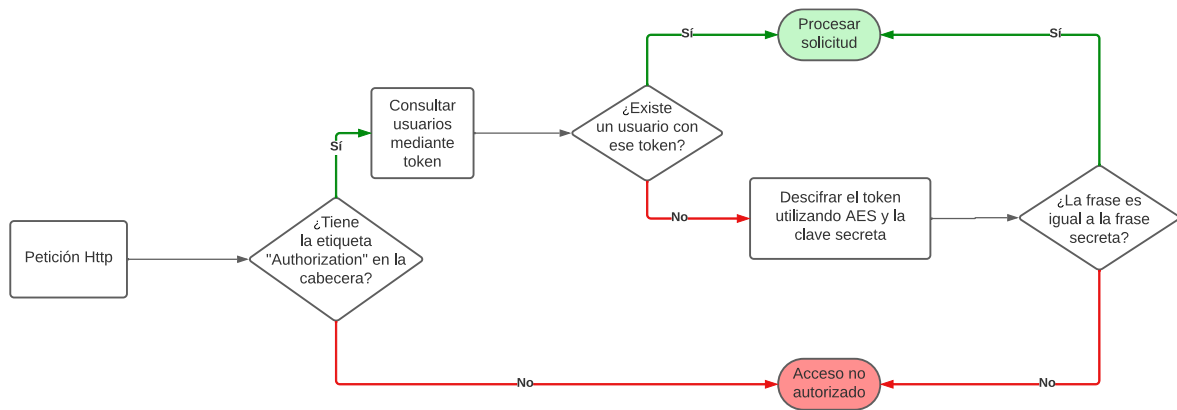 Petición Http
¿Tiene
la etiqueta
"Authorization" en la
cabecera?
Sí
No
Consultar
usuarios
mediante
token
¿Existe
un usuario con
ese token?
Sí
No
Procesar
solicitud
Descifrar el token
utilizando AES y la
clave secreta
¿La frase es
igual a la frase
secreta?
Sí
No
Acceso no
autorizado